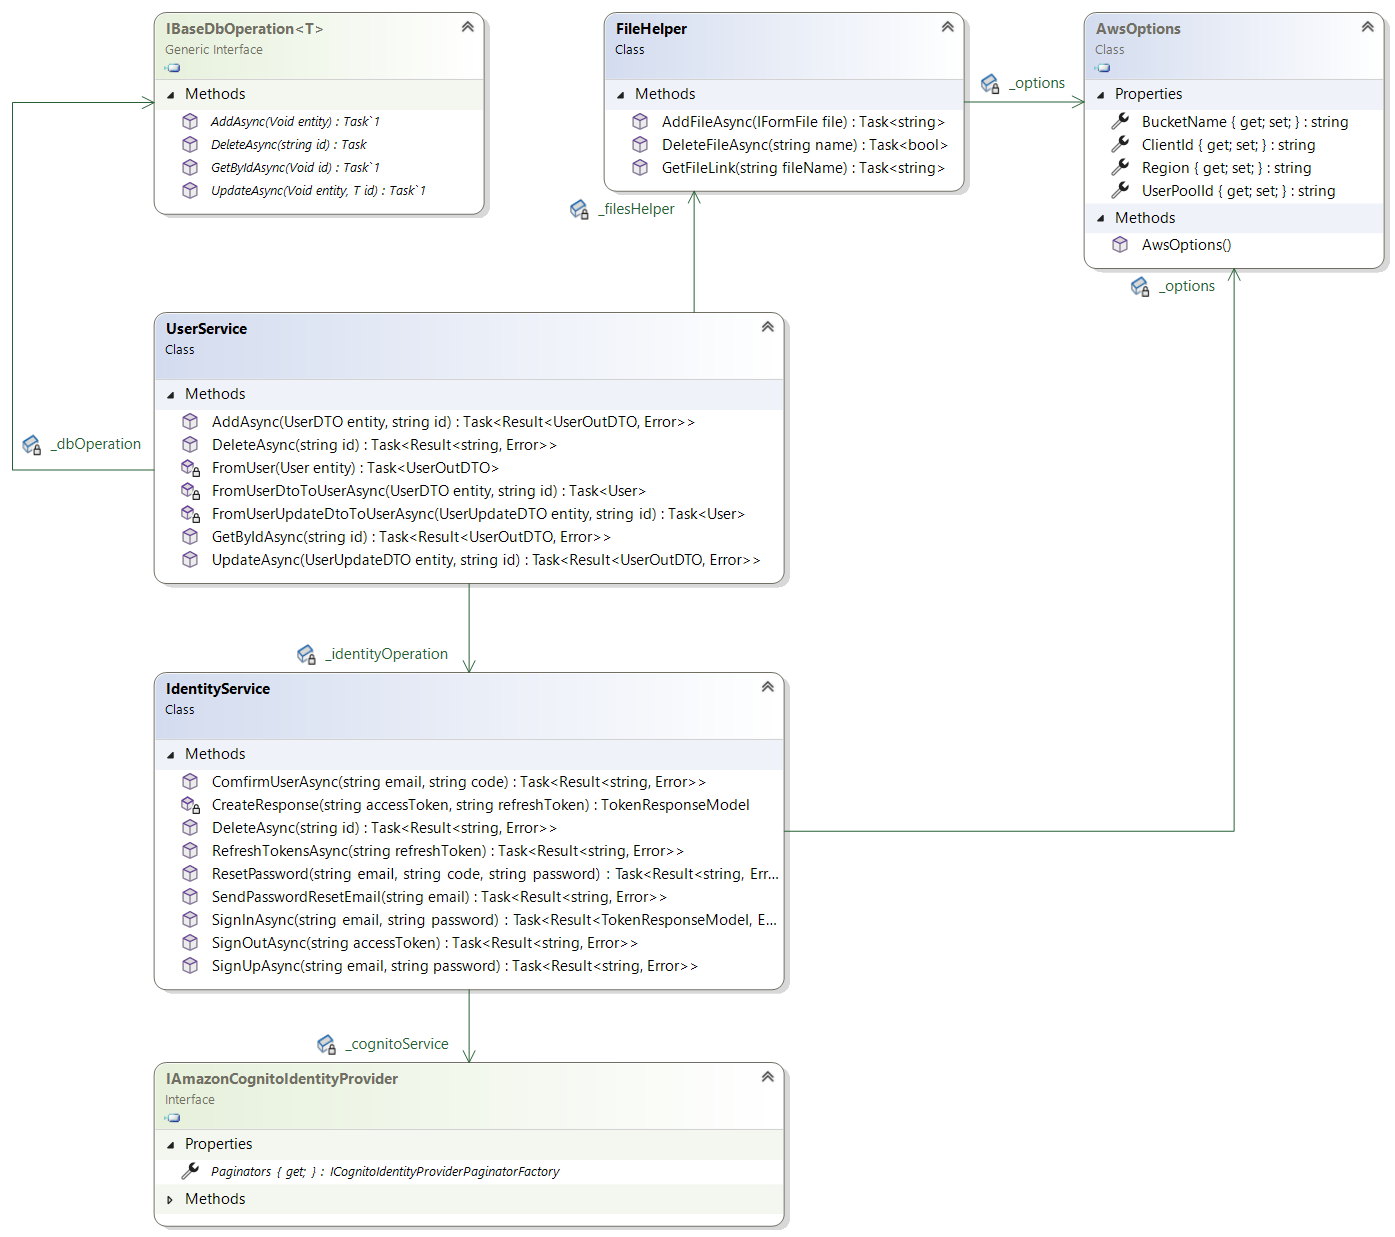 IBaseDbOperation<T>
Generic Interface
Methods
AddAsync(Void entity) : Task`1
DeleteAsync(string id) : Task
GetByIdAsync(Void id) : Task`1
UpdateAsync(Void entity, T id) : Task`1
FileHelper
Class
Methods
AddFileAsync(IFormFile file) : Task<string>
DeleteFileAsync(string name) : Task<bool>
GetFileLink(string fileName) : Task<string>
_options
AwsOptions
Class
Properties
BucketName { get; set; } : string
ClientId { get; set; } : string
Region { get; set; } : string
UserPoolId { get; set; } : string
Methods
AwsOptions()
_filesHelper
_options
UserService
Class
Methods
AddAsync(UserDTO entity, string id) : Task<Result<UserOutDTO, Error>>
DeleteAsync(string id) : Task<Result<string, Error>>
FromUser(User entity) : Task<UserOutDTO>
FromUserDtoToUserAsync(UserDTO entity, string id) : Task<User>
FromUserUpdateDtoToUserAsync(UserUpdateDTO entity, string id) : Task<User>
GetByIdAsync(string id) : Task<Result<UserOutDTO, Error>>
UpdateAsync(UserUpdateDTO entity, string id) : Task<Result<UserOutDTO, Error>>
_dbOperation
_identityOperation
IdentityService
Class
Methods
ComfirmUserAsync(string email, string code) : Task<Result<string, Error>>
CreateResponse(string accessToken, string refreshToken) : TokenResponseModel
DeleteAsync(string id) : Task<Result<string, Error>>
RefreshTokensAsync(string refreshToken) : Task<Result<string, Error>>
ResetPassword(string email, string code, string password) : Task<Result<string, Err...
SendPasswordResetEmail(string email) : Task<Result<string, Error>>
SignInAsync(string email, string password) : Task<Result<TokenResponseModel, E...
SignOutAsync(string accessToken) : Task<Result<string, Error>>
SignUpAsync(string email, string password) : Task<Result<string, Error>>
_cognitoService
IAmazonCognitoIdentityProvider
Interface
Properties
Paginators { get; } : ICognitoIdentityProviderPaginatorFactory
Methods